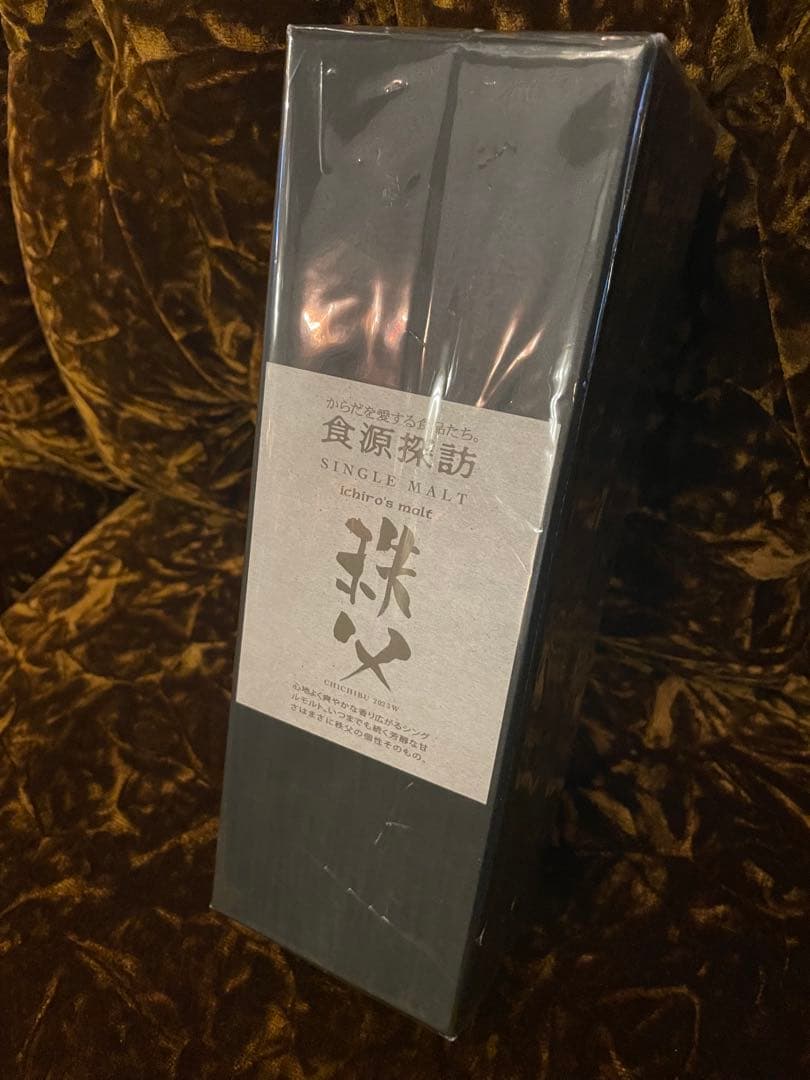 からだを愛する食品たち。
食源探訪
SINGLE MALT
ichiro's malt
秩父
CHICHIBU 2023W
心地よく爽やかな香り広がるシング
ルモルト。いつまでも続く芳醇な甘
さはまさに秩父の個性そのもの。